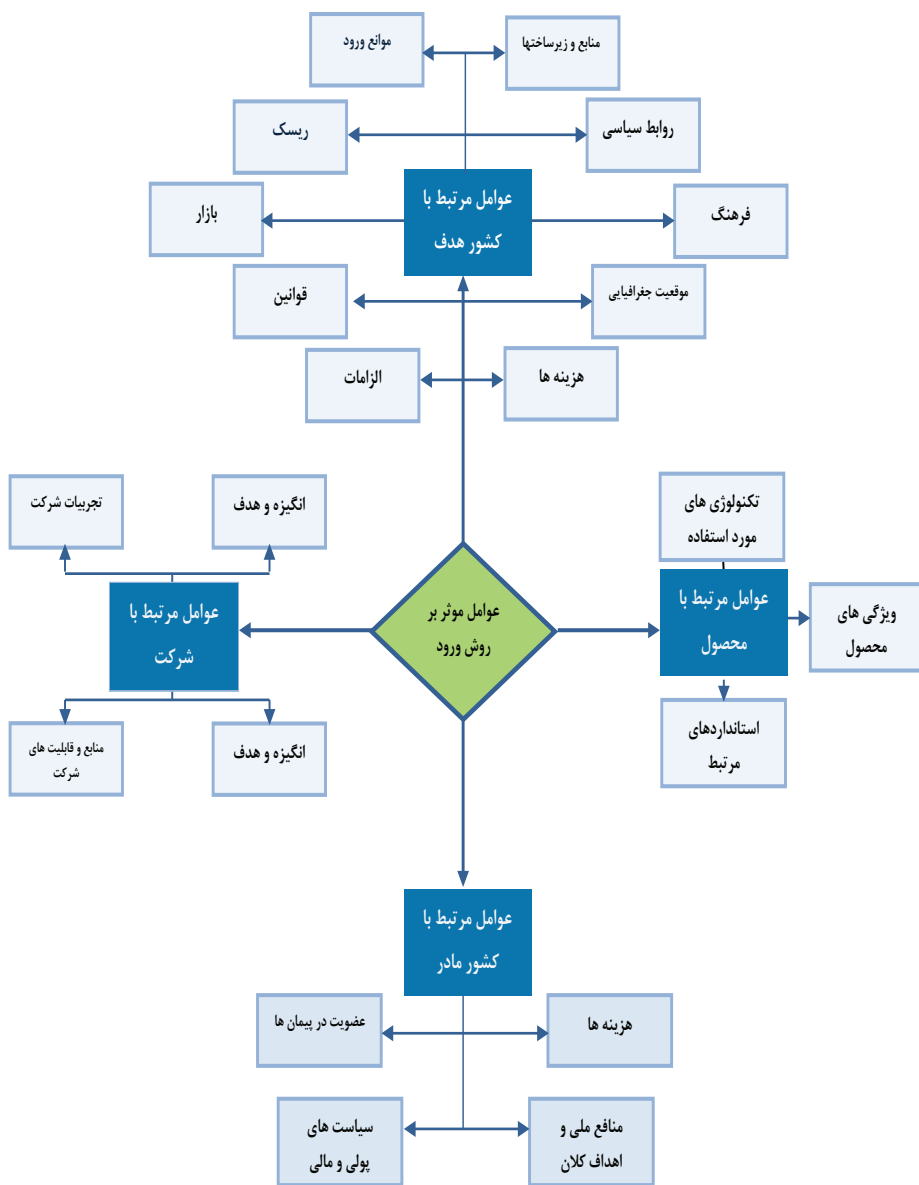 منابع و زیرساختها
موانع ورود
روابط سیاسی
ریسک
عوامل مرتبط با
کشور هدف
فرهنگ
بازار
موقعیت جغرافیایی
قوانین
هزینه ها
الزامات
تکنولوژی های
مورد استفاده
انگیزه و هدف
تجربیات شرکت
عوامل مرتبط با
محصول
ویژگی های
محصول
عوامل موثر بر
روش ورود
عوامل مرتبط با
شرکت
استانداردهای
مرتبط
انگیزه و هدف
منابع و قابلیت های
شرکت
عوامل مرتبط با
کشور مادر
هزینه ها
عضویت در پیمان ها
منافع ملی و
اهداف کلان
سیاست های
پولی و مالی